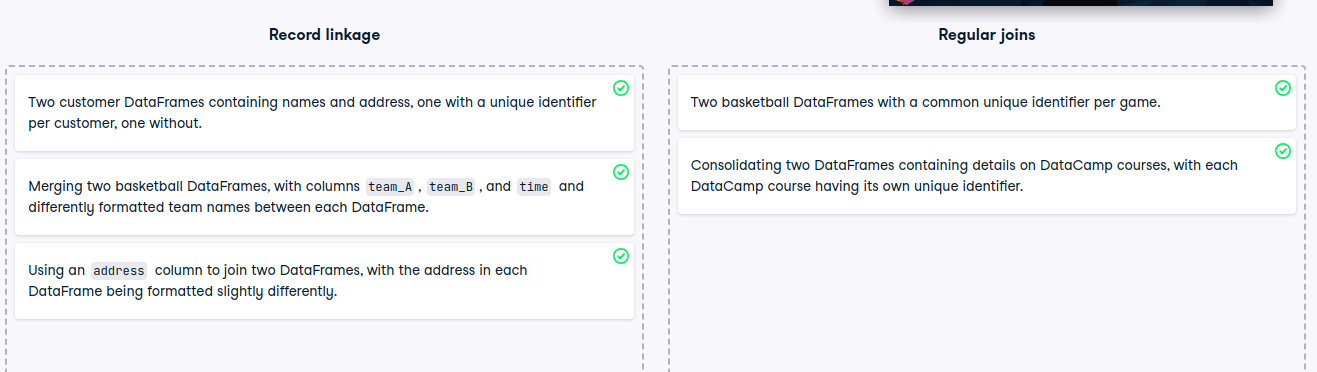 Record linkage
Two customer DataFrames containing names and address, one with a unique identifier
per customer, one without.
Merging two basketball DataFrames, with columns team_A , team_B , and time and
differently formatted team names between each DataFrame.
Using an address column to join two DataFrames, with the address in each
DataFrame being formatted slightly differently.
Regular joins
Two basketball DataFrames with a common unique identifier per game.
Consolidating two DataFrames containing details on DataCamp courses, with each
DataCamp course having its own unique identifier.